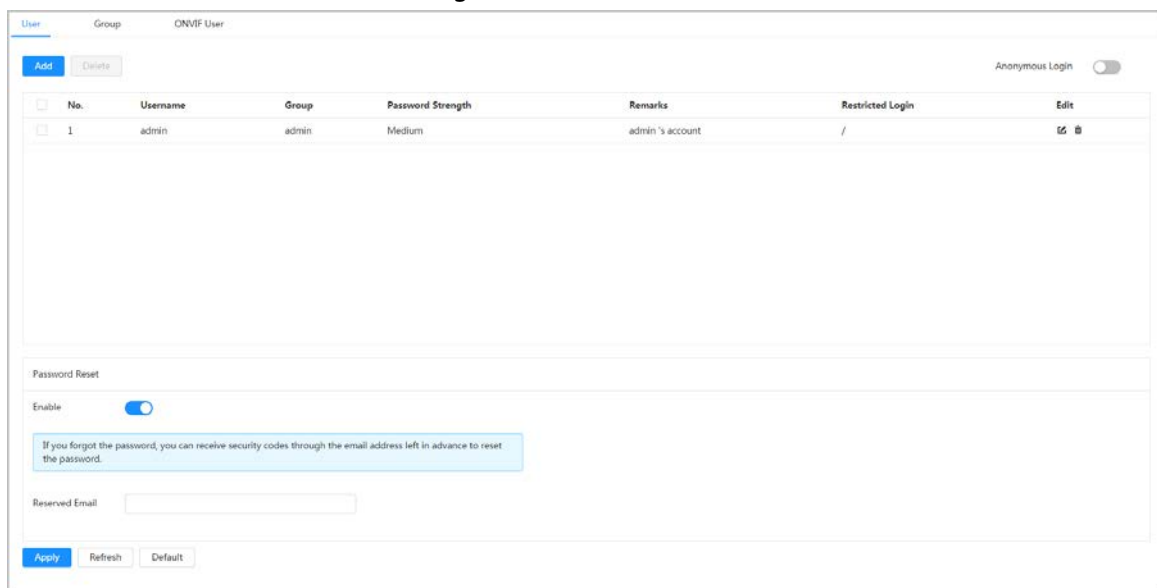 User Group ONVIF User
Add Delete Anonymous Login
No. Username Group Password Strength Remarks Restricted Login Edit
1 admin admin Medium admin 's account /
Password Reset
Enable
If you forgot the password, you can receive security codes through the email address left in advance to reset
the password.
Reserved Email
Apply Refresh Default